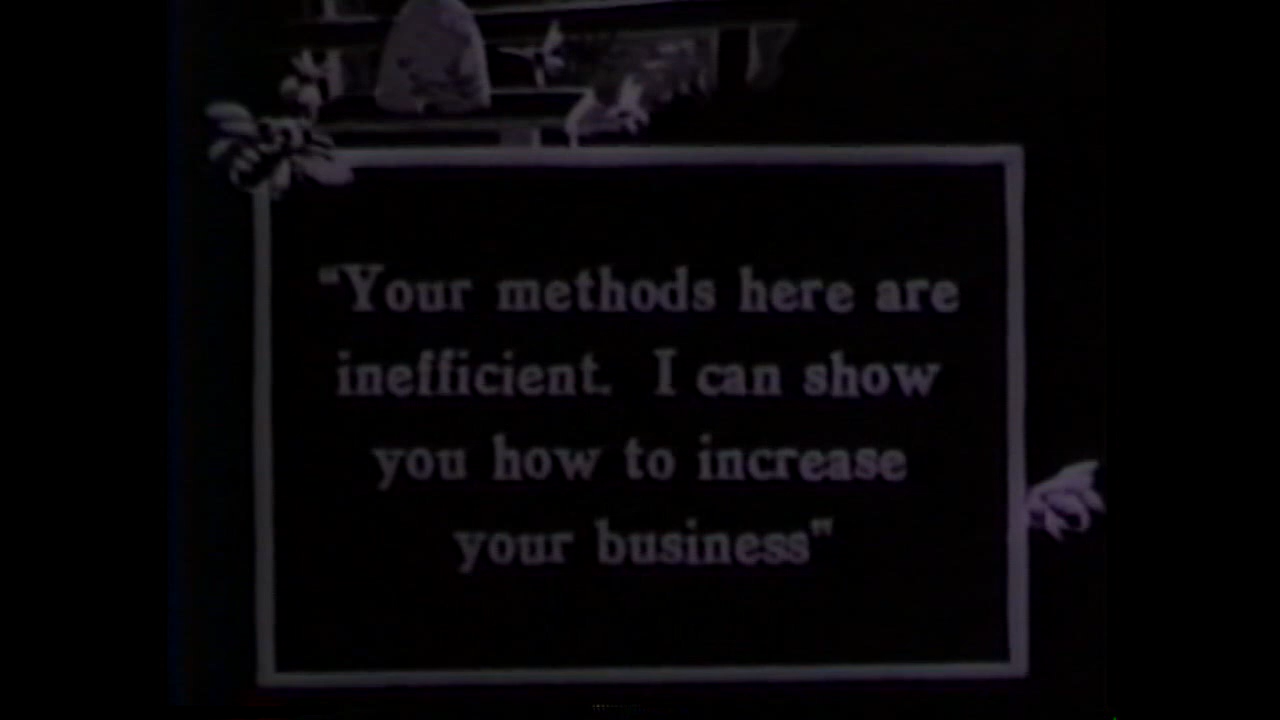 "Your methods here are
inefficient. I can show
you how to increase
your business"